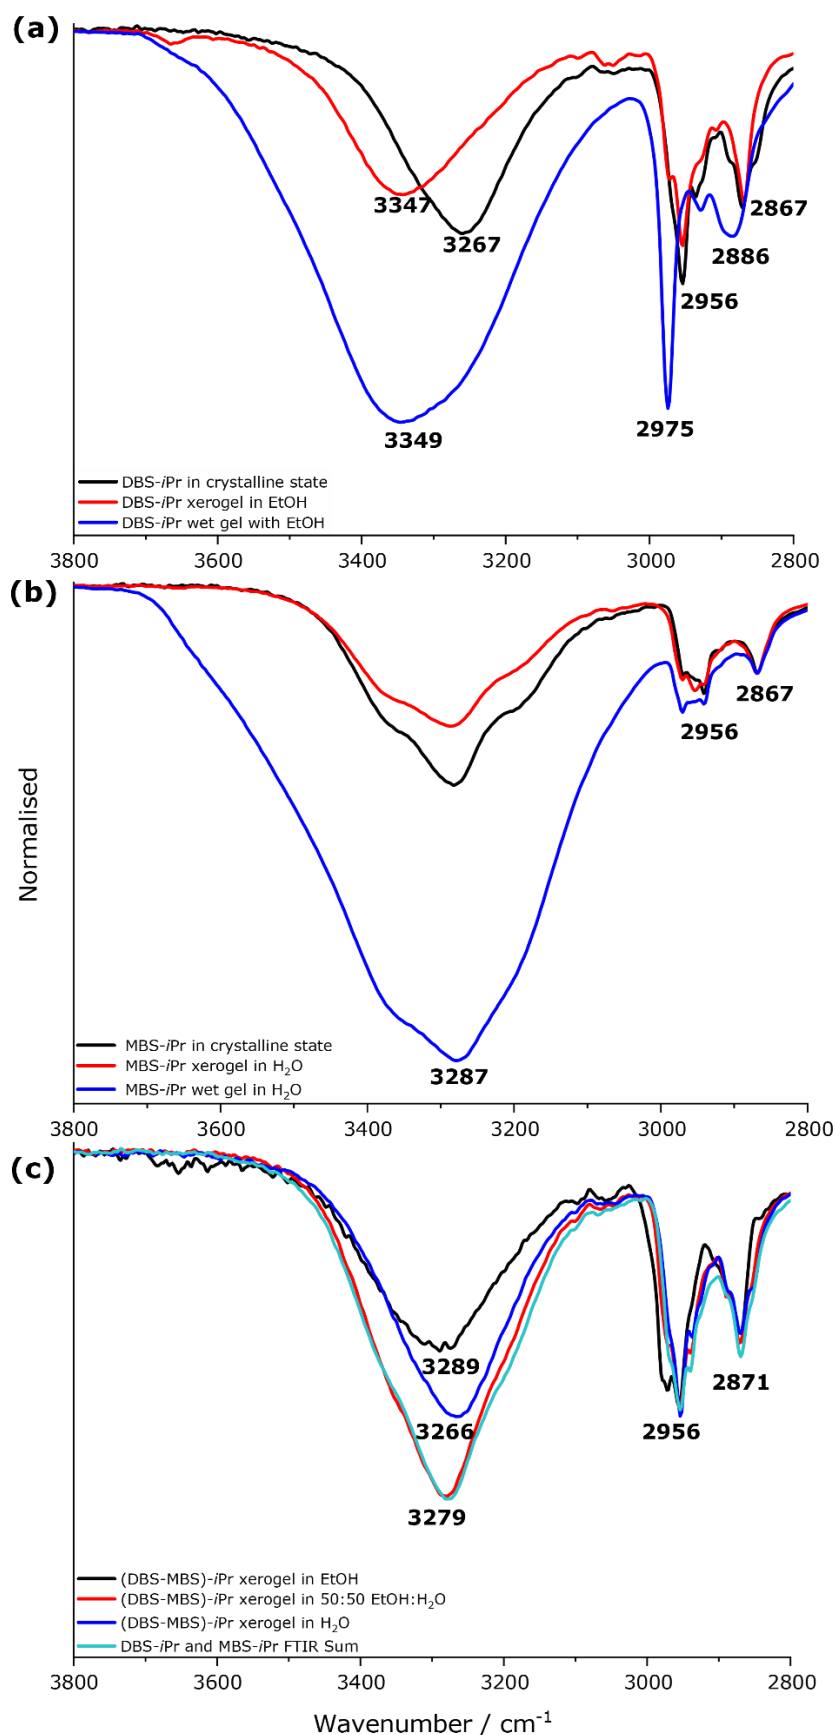 (a)
3347
3267
2867
2886
2956
3349
2975
DBS-iPr in crystalline state
DBS-iPr xerogel in EtOH
DBS-iPr wet gel with EtOH
3800 3600 3400 3200 3000 2800
(b)
2867
2956
Normalised
3287
MBS-iPr in crystalline state
MBS-iPr xerogel in H₂O
MBS-iPr wet gel in H₂O
3800 3600 3400 3200 3000 2800
(c)
3289
2871
3266
2956
3279
(DBS-MBS)-iPr xerogel in EtOH
(DBS-MBS)-iPr xerogel in 50:50 EtOH:H₂O
(DBS-MBS)-iPr xerogel in H₂O
DBS-iPr and MBS-iPr FTIR Sum
3800 3600 3400 3200 3000 2800
Wavenumber / cm⁻¹